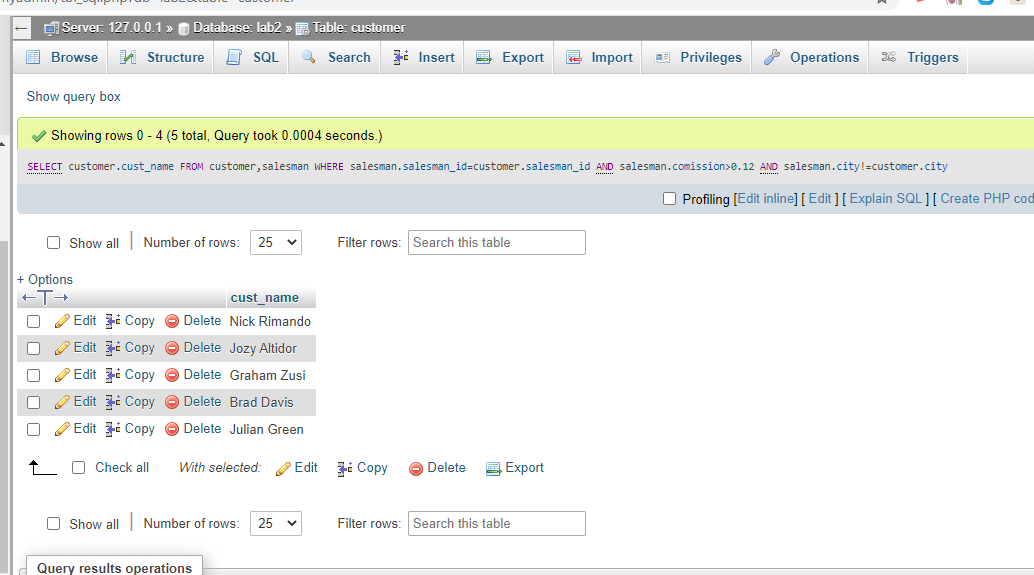 Server: 127.0.0.1 » Database: lab2 » Table: customer
Browse Structure SQL Search Insert Export Import Privileges Operations Triggers
Show query box
Showing rows 0 - 4 (5 total, Query took 0.0004 seconds.)
SELECT customer.cust_name FROM customer,salesman WHERE salesman.salesman_id=customer.salesman_id AND salesman.comission>0.12 AND salesman.city!=customer.city
Profiling [Edit inline] [ Edit ] [ Explain SQL ] [ Create PHP cod
Show all Number of rows: 25 Filter rows: Search this table
+ Options
cust_name
Edit Copy Delete Nick Rimando
Edit Copy Delete Jozy Altidor
Edit Copy Delete Graham Zusi
Edit Copy Delete Brad Davis
Edit Copy Delete Julian Green
Check all With selected: Edit Copy Delete Export
Show all Number of rows: 25 Filter rows: Search this table
Query results operations